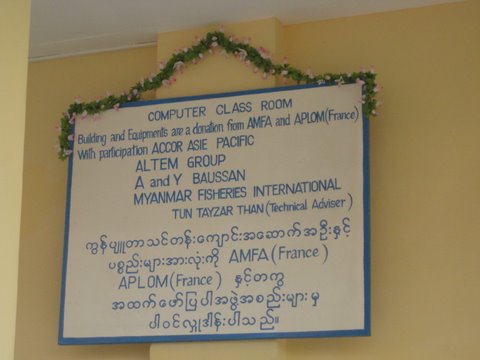 COMPUTER CLASS ROOM
Building and Equipments are a donation from AMFA and APLOM(France)
With participation ACCOR ASIE PACIFIC
ALTEM GROUP
A and Y BAUSSAN
MYANMAR FISHERIES INTERNATIONAL
TUN TAYZAR THAN (Technical Adviser)
ကွန်ပျူတာသင်တန်းကျောင်းအဆောက်အဦးနှင့်
ပစ္စည်းများအားလုံးကို AMFA (France)
APLOM (France) နှင့်တကွ
အထက်ဖော်ပြပါအဖွဲ့အစည်းများမှ
ပါဝင်လှူဒါန်းပါသည်။